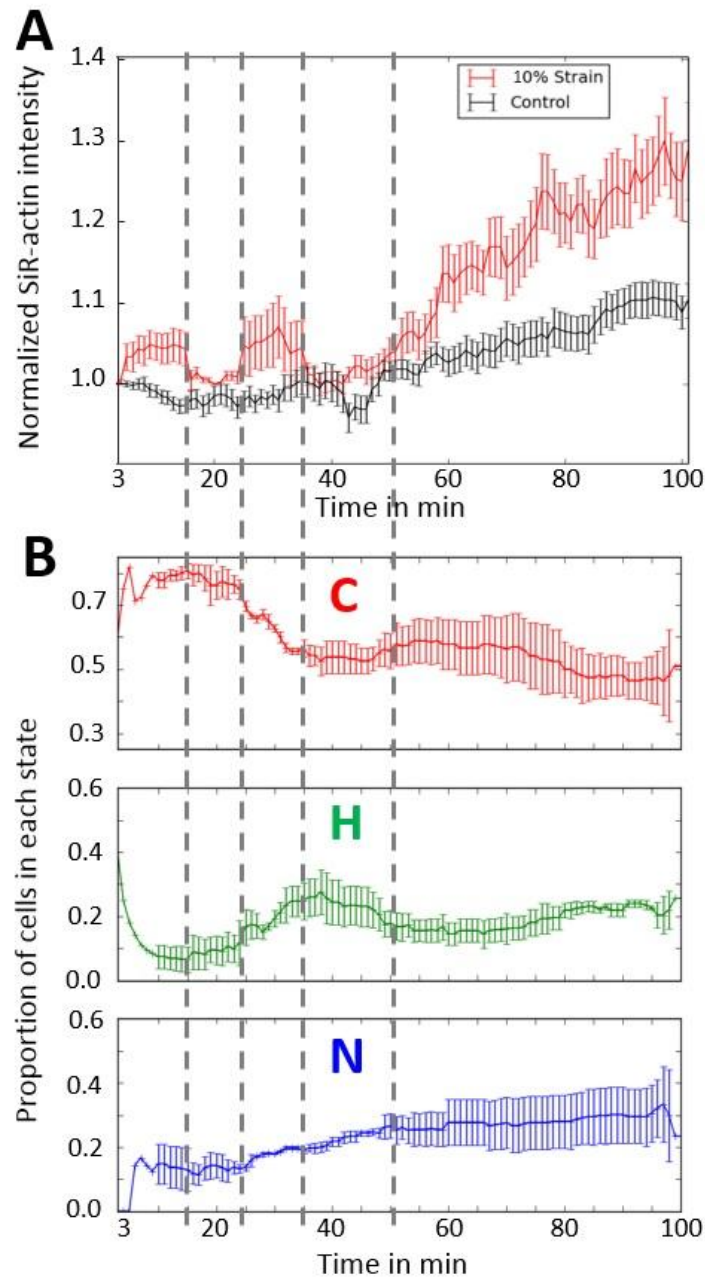 A
Normalized SiR-actin intensity
1.4
1.3
1.2
1.1
1.0
10% Strain
Control
3 20 40 60 80 100
Time in min
B
Proportion of cells in each state
0.7
0.5
0.3
C
0.6
0.4
0.2
0.0
H
0.6
0.4
0.2
0.0
N
3 20 40 60 80 100
Time in min